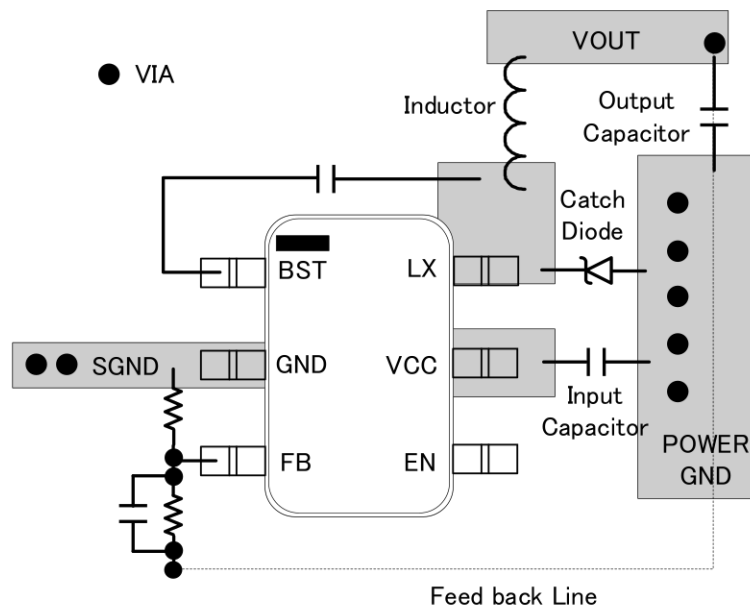 VOUT
VIA
Inductor
Output
Capacitor
Catch
Diode
BST
LX
SGND
GND
VCC
Input
Capacitor
POWER
GND
FB
EN
Feed back Line